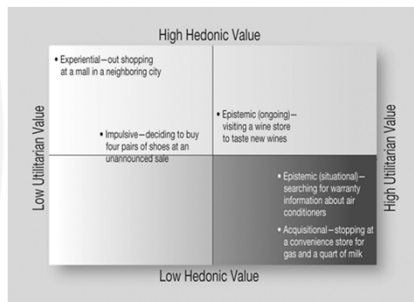 High Hedonic Value
• Experiential—out shopping
at a mall in a neighboring city
• Epistemic (ongoing)—
visiting a wine store
to taste new wines
• Impulsive—deciding to buy
four pairs of shoes at an
unannounced sale
Low Utilitarian Value
High Utilitarian Value
• Epistemic (situational)—
searching for warranty
information about air
conditioners
• Acquisitional—stopping at
a convenience store for
gas and a quart of milk
Low Hedonic Value